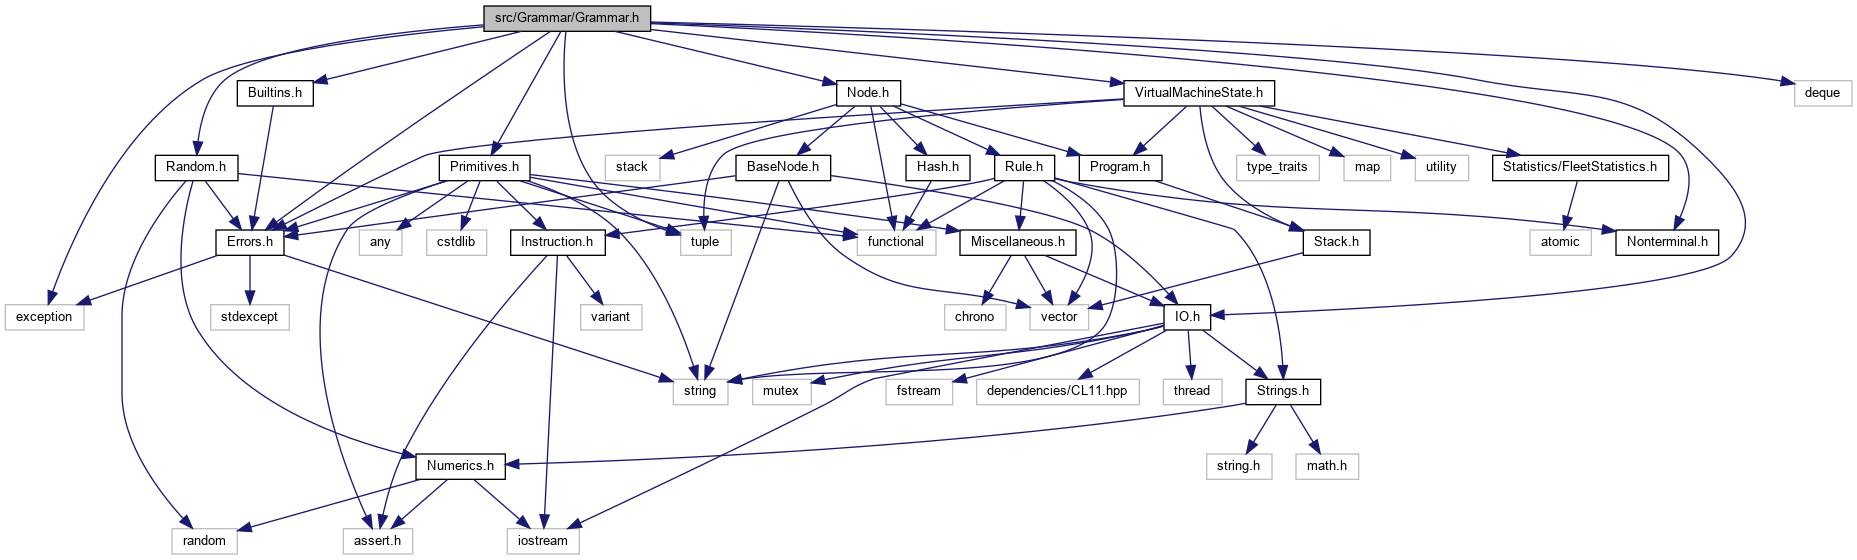 src/Grammar/Grammar.h
Builtins.h
Node.h
VirtualMachineState.h
deque
Random.h
Primitives.h
stack
BaseNode.h
Hash.h
Rule.h
Program.h
type_traits
map
utility
Statistics/FleetStatistics.h
Errors.h
any
cstdlib
Instruction.h
tuple
functional
Miscellaneous.h
Stack.h
atomic
Nonterminal.h
exception
stdexcept
variant
chrono
vector
IO.h
string
mutex
fstream
dependencies/CL11.hpp
thread
Strings.h
Numerics.h
string.h
math.h
random
assert.h
iostream